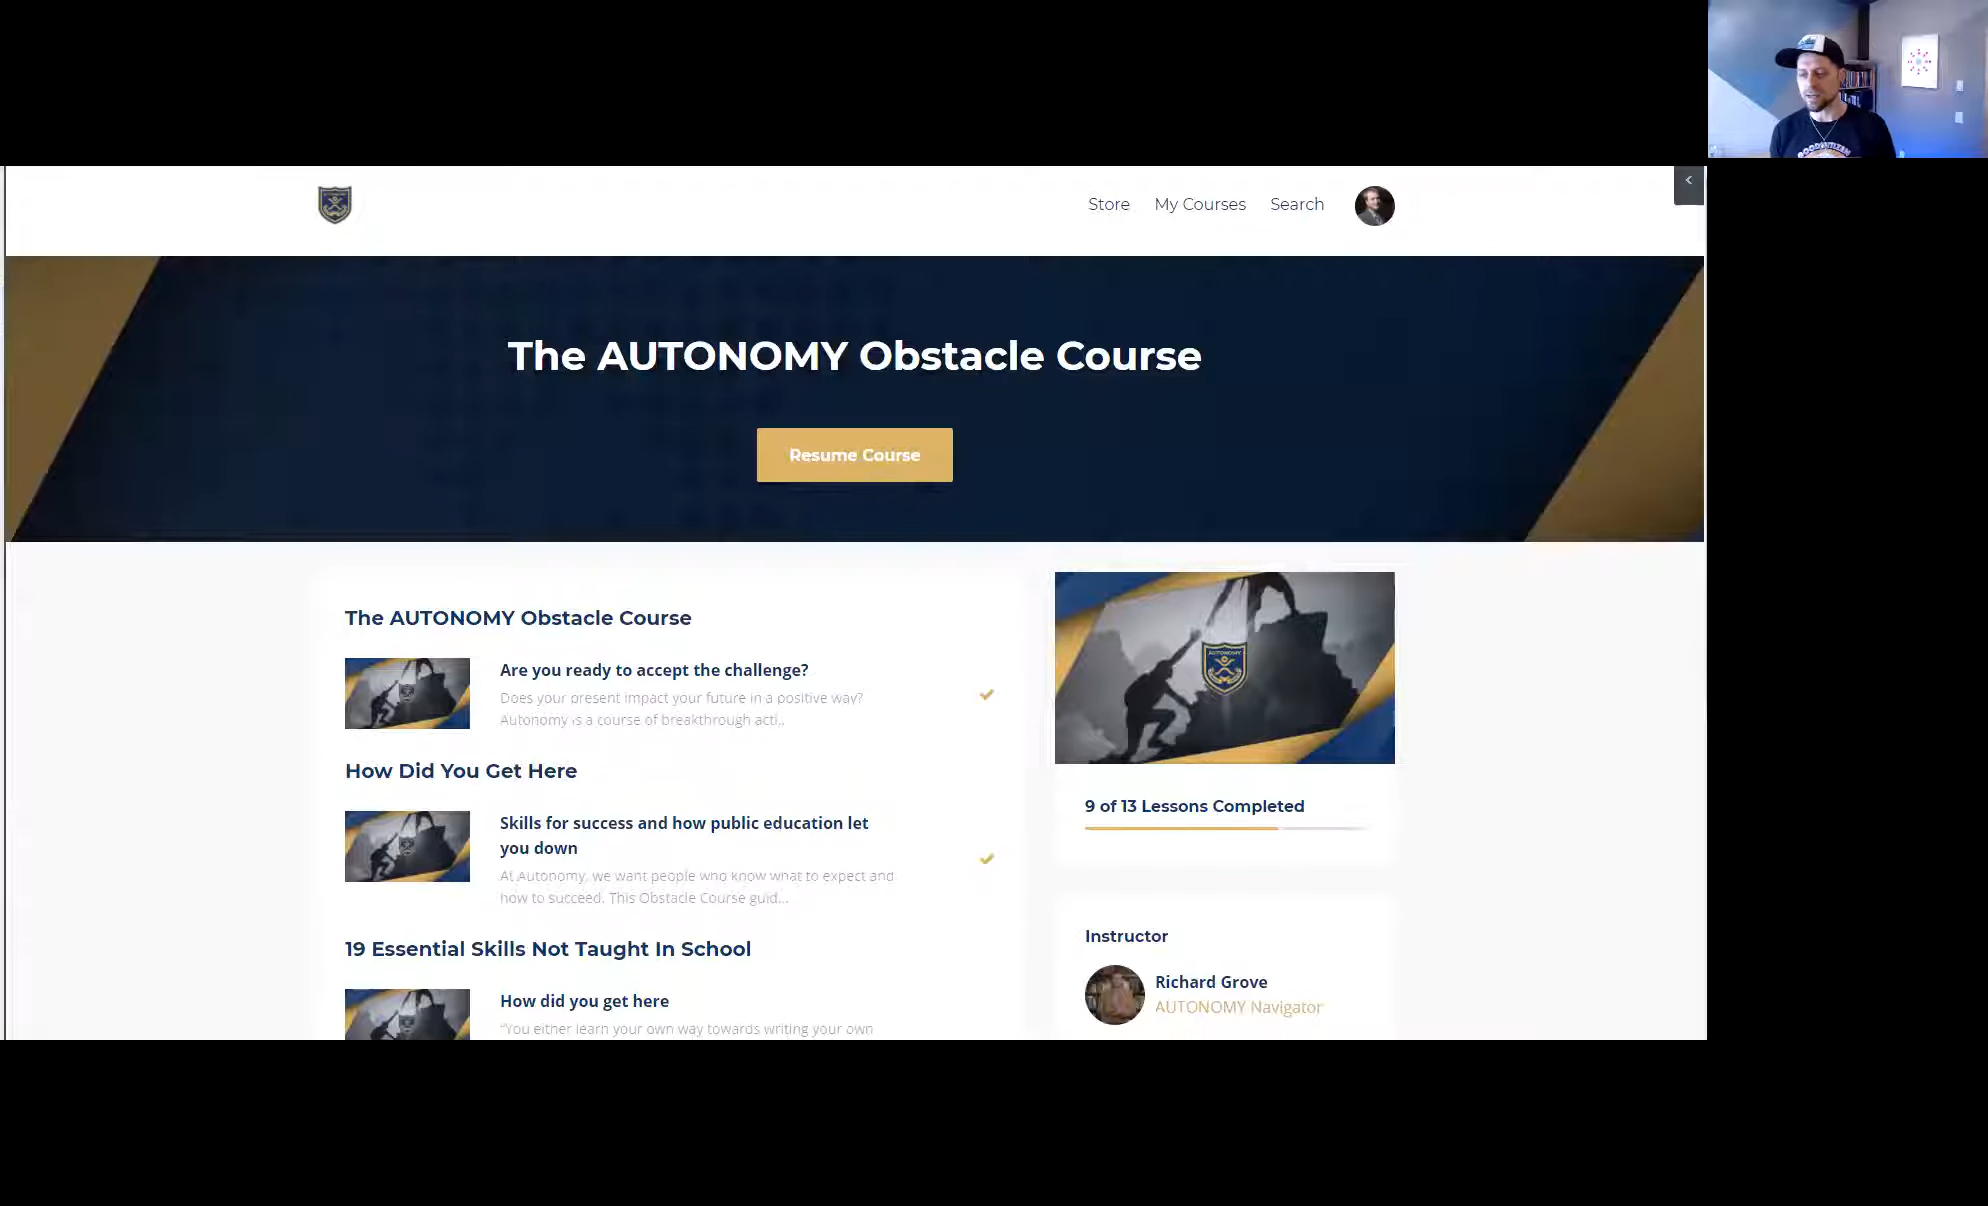 Store My Courses Search
The AUTONOMY Obstacle Course
Resume Course
The AUTONOMY Obstacle Course
Are you ready to accept the challenge?
Does your present impact your future in a positive way?
Autonomy is a course of breakthrough acti..
How Did You Get Here
Skills for success and how public education let
you down
At Autonomy, we want people who know what to expect and
how to succeed. This Obstacle Course guid...
19 Essential Skills Not Taught In School
How did you get here
“You either learn your own way towards writing your own
AUTONOMY
9 of 13 Lessons Completed
Instructor
Richard Grove
AUTONOMY Navigator